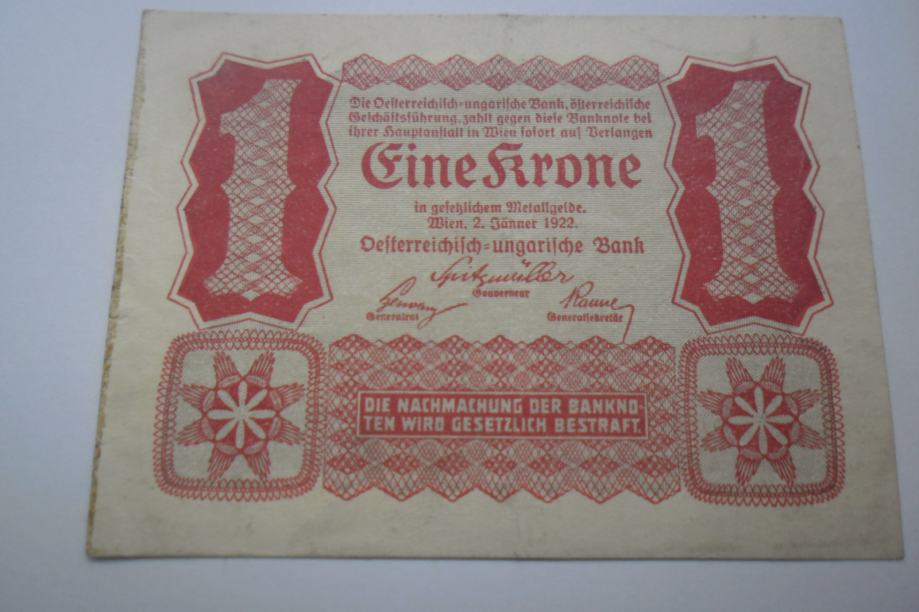 1
1
Die Oesterreichisch-ungarische Bank, österreichische
Geschäftsführung, zahlt gegen diese Banknote bei
ihrer Hauptanstalt in Wien sofort auf Verlangen
Eine Krone
in gesetzlichem Metallgelde.
Wien, 2. Jänner 1922.
Oesterreichisch-ungarische Bank
Spitzmüller
Gouverneur
Generalrat
Generalsekretär
DIE NACHMACHUNG DER BANKNO-
TEN WIRD GESETZLICH BESTRAFT.